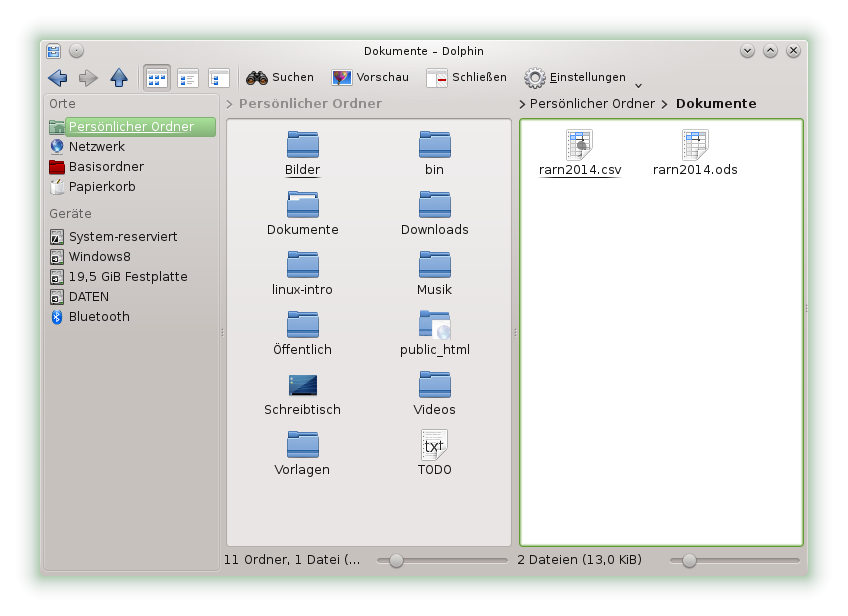 Dokumente – Dolphin
Suchen Vorschau Schließen Einstellungen
Orte
Persönlicher Ordner
Netzwerk
Basisordner
Papierkorb
Geräte
System-reserviert
Windows8
19,5 GiB Festplatte
DATEN
Bluetooth
> Persönlicher Ordner
Bilder bin
Dokumente Downloads
linux-intro Musik
Öffentlich public_html
Schreibtisch Videos
txt
Vorlagen TODO
11 Ordner, 1 Datei (...
> Persönlicher Ordner > Dokumente
rarn2014.csv rarn2014.ods
2 Dateien (13,0 KiB)